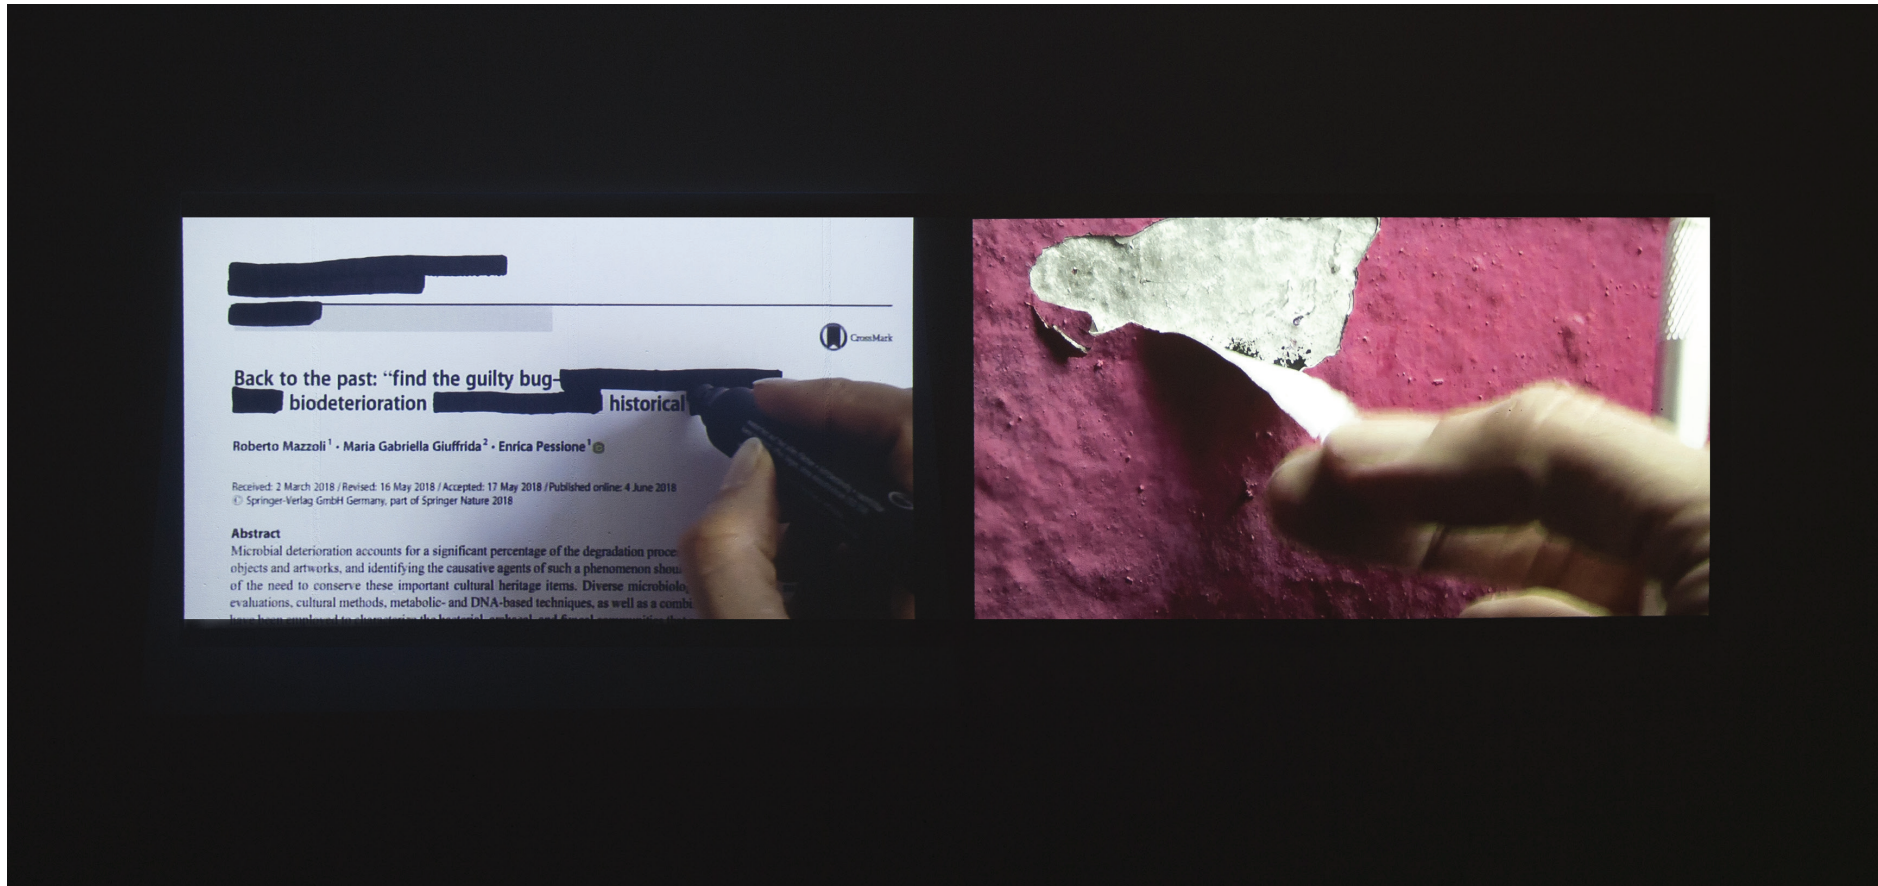 CrossMark
Back to the past: “find the guilty bug—
biodeterioration historical
Roberto Mazzoli¹ · Maria Gabriella Giuffrida² · Enrica Pessione¹
Received: 2 March 2018 / Revised: 16 May 2018 / Accepted: 17 May 2018 / Published online: 4 June 2018
© Springer-Verlag GmbH Germany, part of Springer Nature 2018
Abstract
Microbial deterioration accounts for a significant percentage of the degradation proce
objects and artworks, and identifying the causative agents of such a phenomenon shou
of the need to conserve these important cultural heritage items. Diverse microbiolo
evaluations, cultural methods, metabolic- and DNA-based techniques, as well as a combi